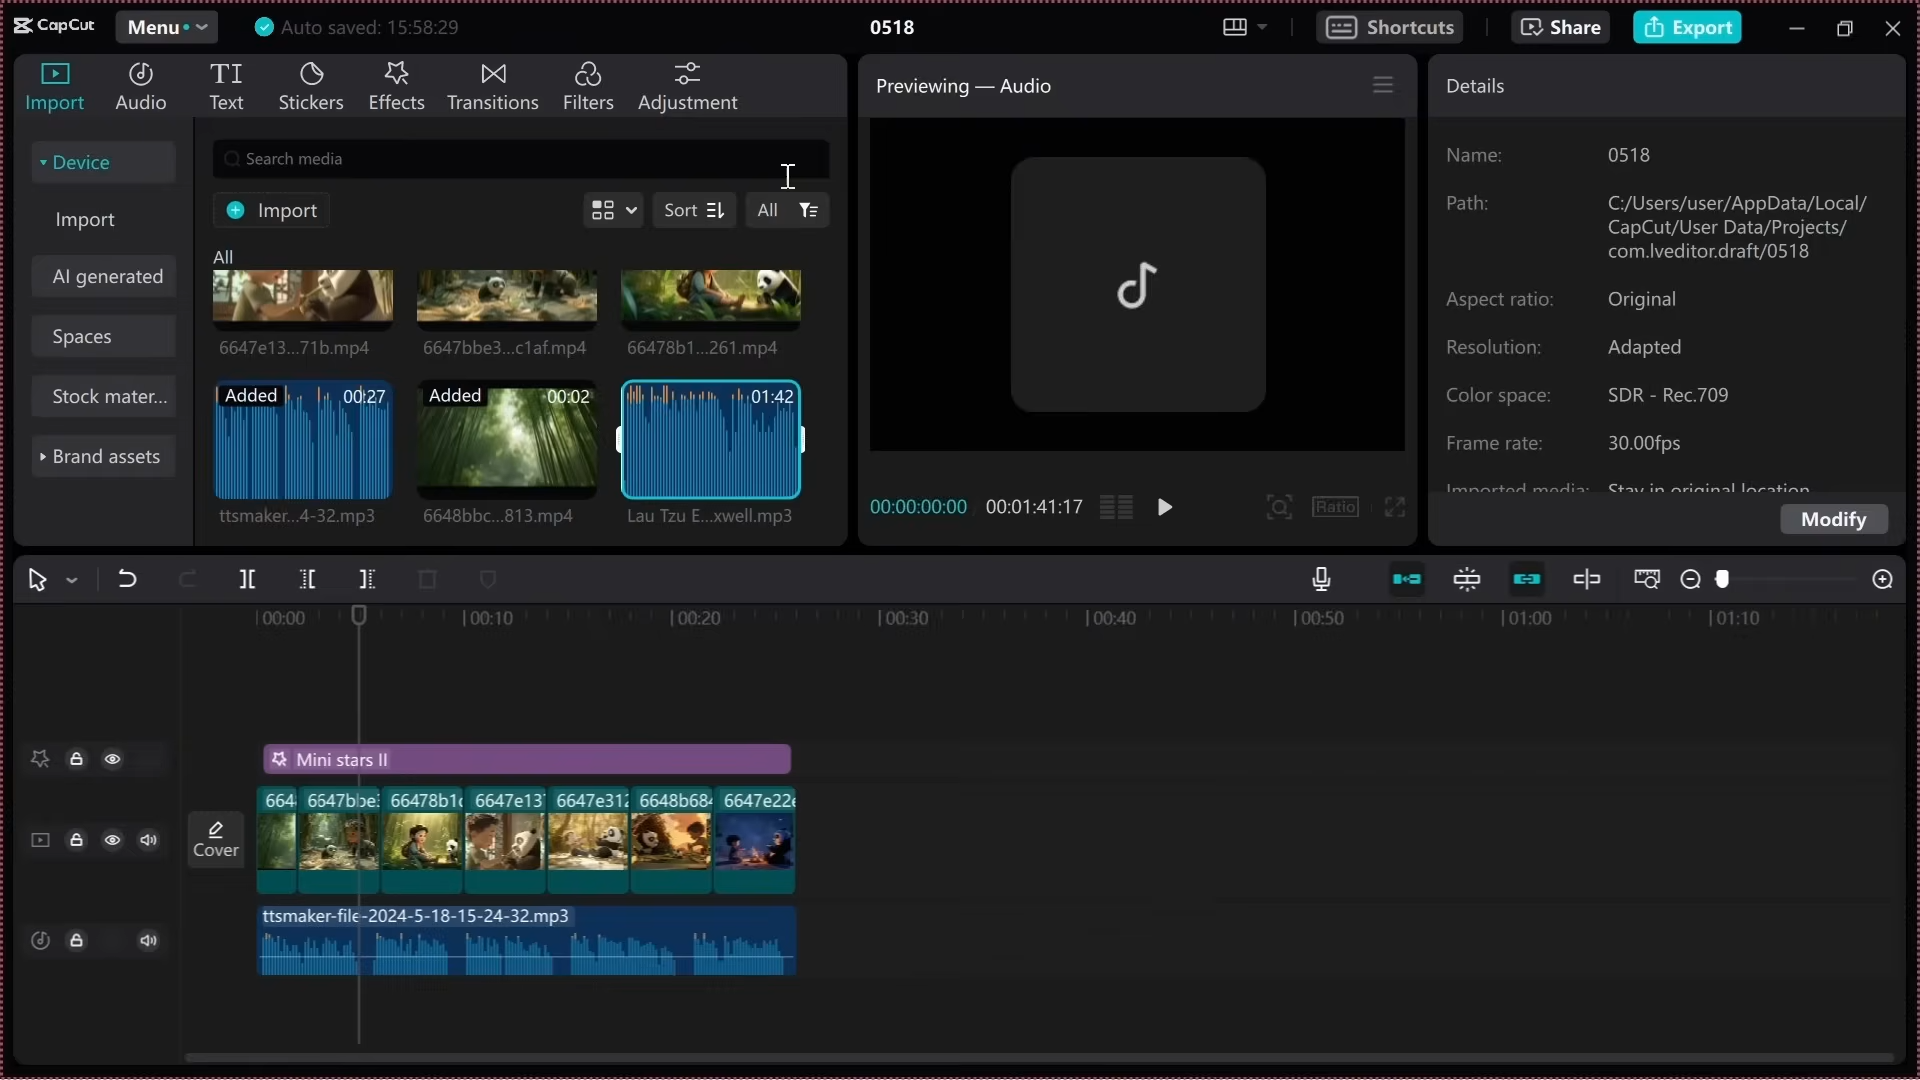 CapCut
Menu
Auto saved: 15:58:29
0518
Shortcuts
Share
Export
Import
Audio
Text
Stickers
Effects
Transitions
Filters
Adjustment
Device
Import
AI generated
Spaces
Stock mater...
Brand assets
Search media
Import
Sort
All
All
6647e13...71b.mp4
6647bbe3...c1af.mp4
66478b1...261.mp4
Added 00:27
Added 00:02
01:42
ttsmaker...4-32.mp3
6648bbc...813.mp4
Lau Tzu E...xwell.mp3
Previewing — Audio
00:00:00:00 00:01:41:17
Ratio
Details
Name: 0518
Path: C:/Users/user/AppData/Local/
CapCut/User Data/Projects/
com.lveditor.draft/0518
Aspect ratio: Original
Resolution: Adapted
Color space: SDR - Rec.709
Frame rate: 30.00fps
Imported media: Stay in original location
Modify
00:00 00:10 00:20 00:30 00:40 00:50 01:00 01:10
Mini stars II
Cover
664 6647bbe3 66478b1 6647e13 6647e312 6648b684 6647e22e
ttsmaker-file-2024-5-18-15-24-32.mp3